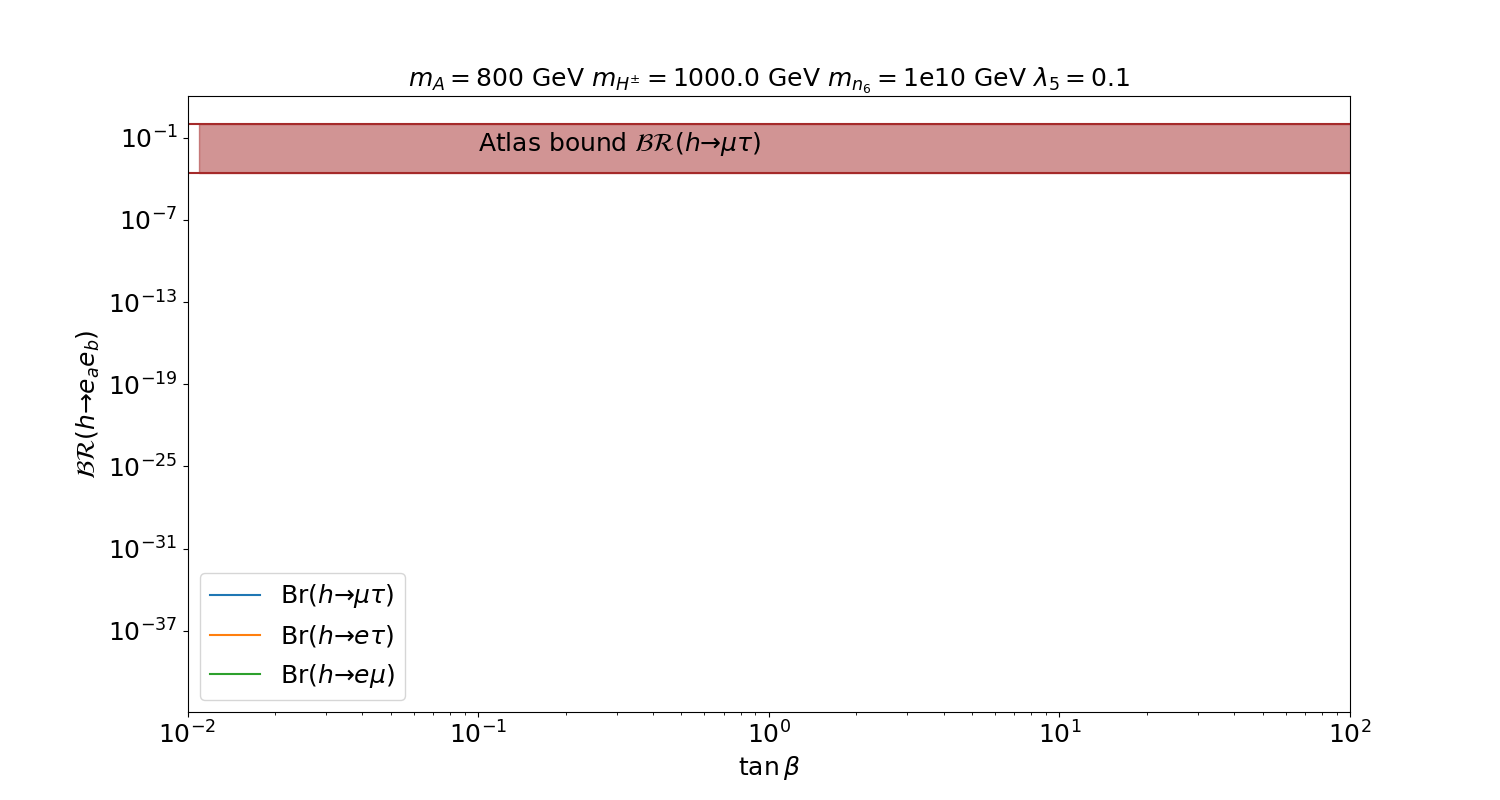 m_A = 800 GeV m_{H^±} = 1000.0 GeV m_{n_6} = 1e10 GeV λ_5 = 0.1
Atlas bound ℬℛ(h→μτ)
10^{-1}
10^{-7}
10^{-13}
10^{-19}
10^{-25}
10^{-31}
10^{-37}
ℬℛ(h→e_a e_b)
Br(h→μτ)
Br(h→eτ)
Br(h→eμ)
10^{-2} 10^{-1} 10^0 10^1 10^2
tan β